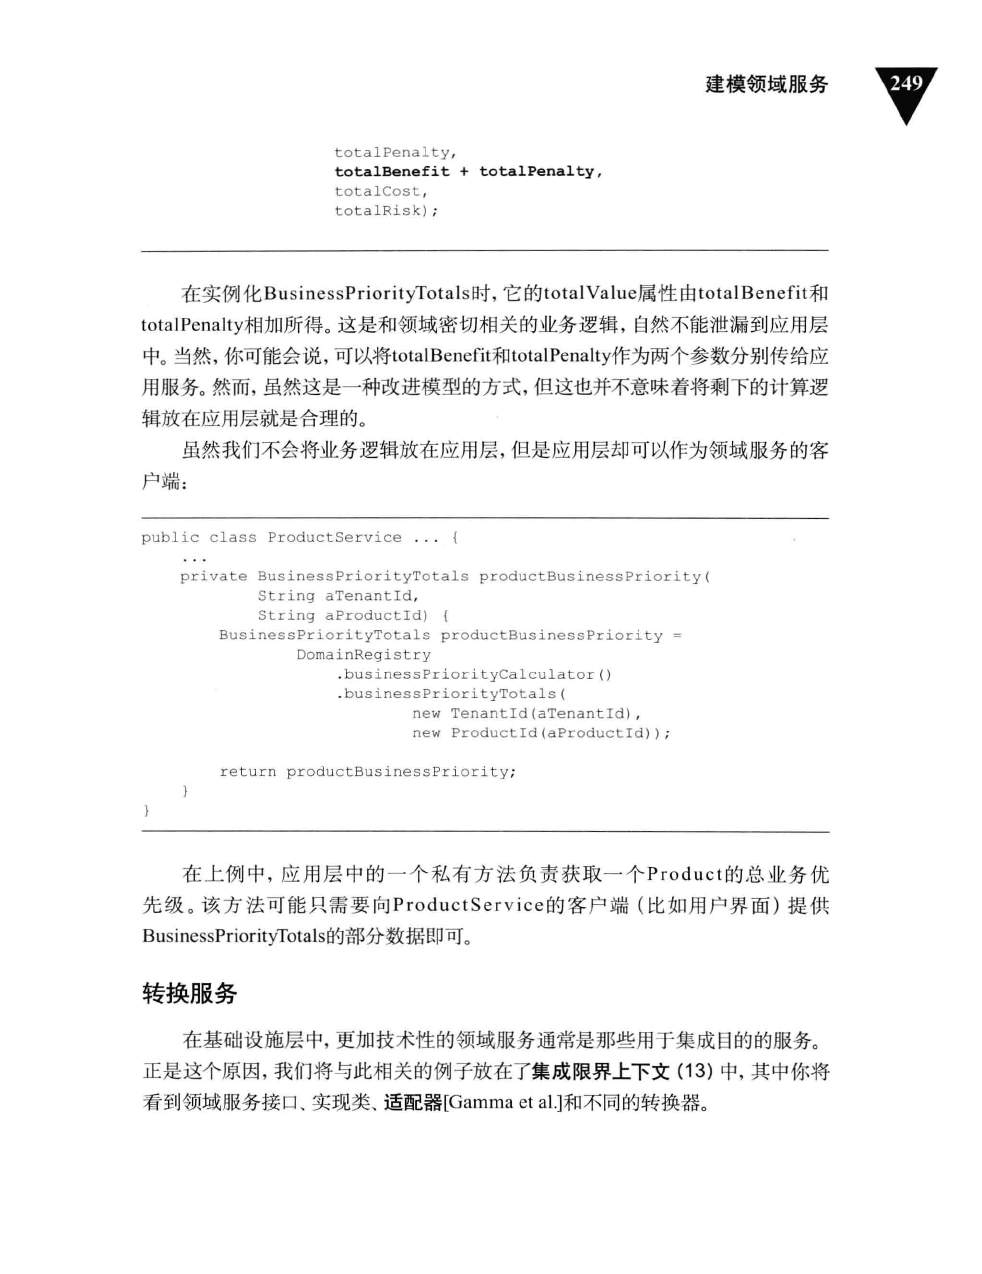 建模领域服务
249
totalPenalty,
totalBenefit + totalPenalty,
totalCost,
totalRisk);
在实例化BusinessPriorityTotals时，它的totalValue属性由totalBenefit和
totalPenalty相加所得。这是和领域密切相关的业务逻辑，自然不能泄漏到应用层
中。当然，你可能会说，可以将totalBenefit和totalPenalty作为两个参数分别传给应
用服务。然而，虽然这是一种改进模型的方式，但这也并不意味着将剩下的计算逻
辑放在应用层就是合理的。
虽然我们不会将业务逻辑放在应用层，但是应用层却可以作为领域服务的客
户端：
public class ProductService ... {
...
private BusinessPriorityTotals productBusinessPriority(
String aTenantId,
String aProductId) {
BusinessPriorityTotals productBusinessPriority =
DomainRegistry
.businessPriorityCalculator()
.businessPriorityTotals(
new TenantId(aTenantId),
new ProductId(aProductId));
return productBusinessPriority;
}
}
在上例中，应用层中的一个私有方法负责获取一个Product的总业务优
先级。该方法可能只需要向ProductService的客户端（比如用户界面）提供
BusinessPriorityTotals的部分数据即可。
转换服务
在基础设施层中，更加技术性的领域服务通常是那些用于集成目的的服务。
正是这个原因，我们将与此相关的例子放在了集成限界上下文（13）中，其中你将
看到领域服务接口、实现类、适配器[Gamma et al.]和不同的转换器。